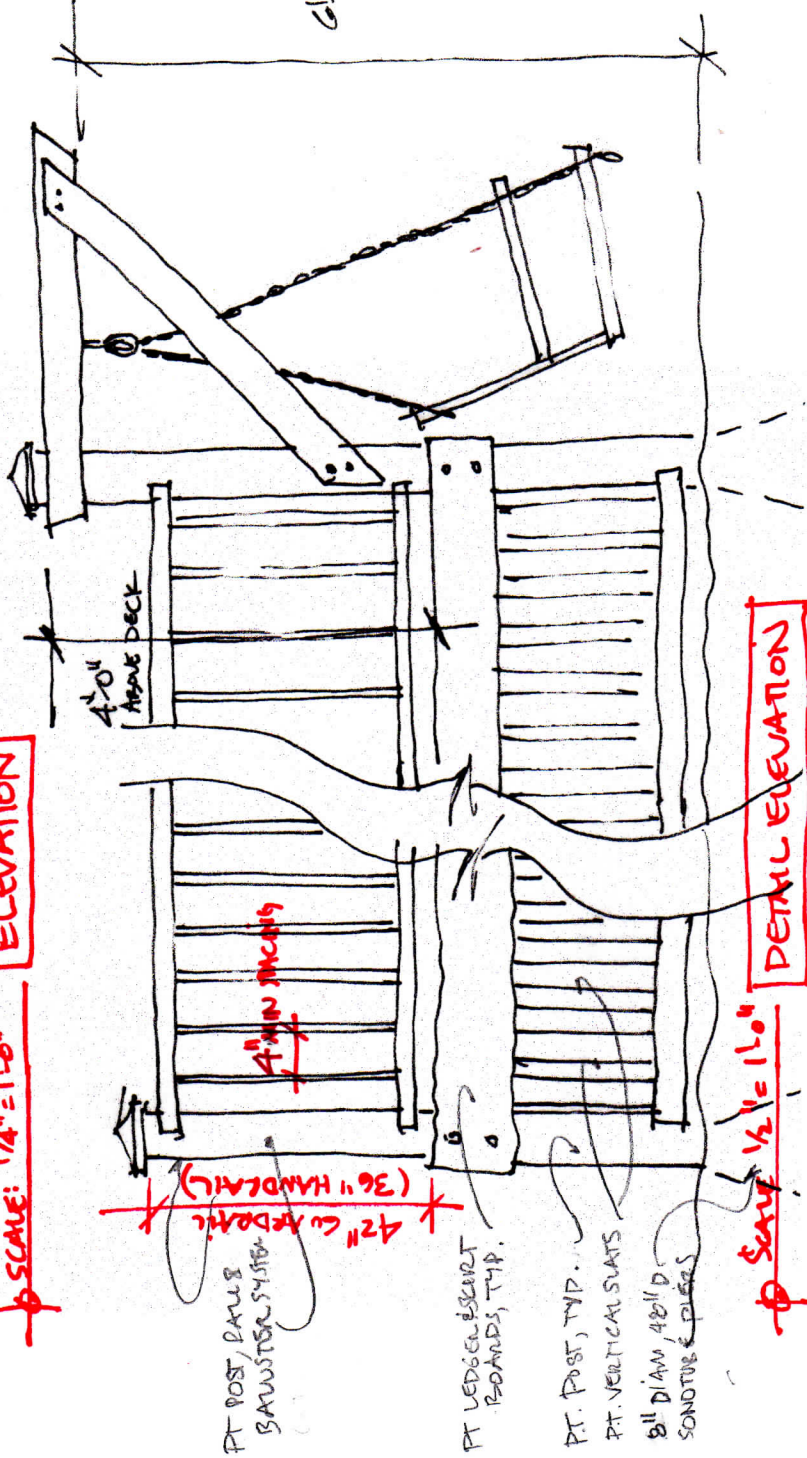 SCALE: 1/4" = 1'-0"
ELEVATION
4'-0"
ABOVE DECK
4" MIN SPACING
42" GUARDRAIL
(36" HANDRAIL)
PT POST, RAIL &
BALUSTER SYSTEM
PT LEDGER & SKIRT
BOARDS, TYP.
P.T. POST, TYP.
P.T. VERTICAL SLATS
8" DIAM, 48" D.
SONOTUBE PIERS
SCALE 1/2" = 1'-0"
DETAIL ELEVATION